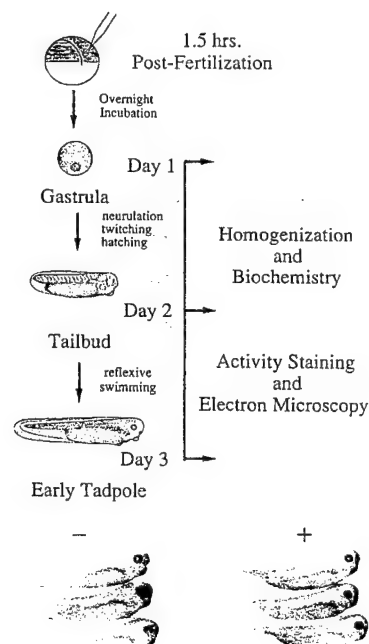 1.5 hrs.
Post-Fertilization
Overnight
Incubation
Day 1
Gastrula
neurulation
twitching
hatching
Homogenization
and
Biochemistry
Day 2
Tailbud
Activity Staining
and
Electron Microscopy
reflexive
swimming
Day 3
Early Tadpole
–
+